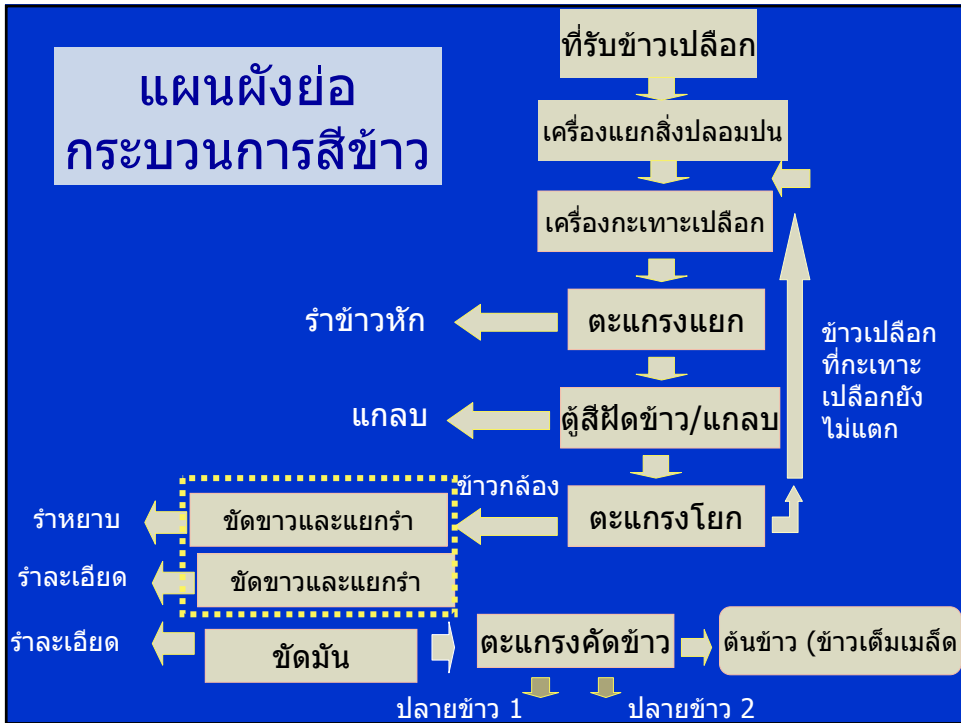 แผนผังย่อ
กระบวนการสีข้าว
ที่รับข้าวเปลือก
เครื่องแยกสิ่งปลอมปน
เครื่องกะเทาะเปลือก
ตะแกรงแยก
รำข้าวหัก
ข้าวเปลือก
ที่กะเทาะ
เปลือกยัง
ไม่แตก
ตู้สีฝัดข้าว/แกลบ
แกลบ
ตะแกรงโยก
ข้าวกล้อง
ขัดขาวและแยกรำ
รำหยาบ
ขัดขาวและแยกรำ
รำละเอียด
ขัดมัน
รำละเอียด
ตะแกรงคัดข้าว
ต้นข้าว (ข้าวเต็มเมล็ด
ปลายข้าว 1
ปลายข้าว 2